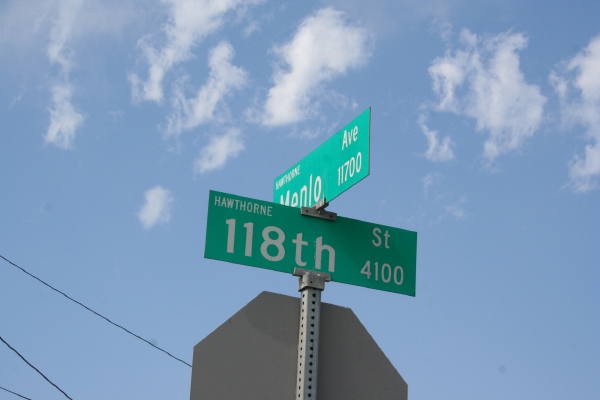 HAWTHORNE
Menlo Ave
11700
HAWTHORNE
118th St
4100